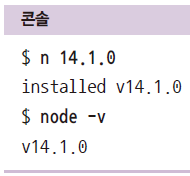 콘솔
$ n 14.1.0
installed v14.1.0
$ node -v
v14.1.0